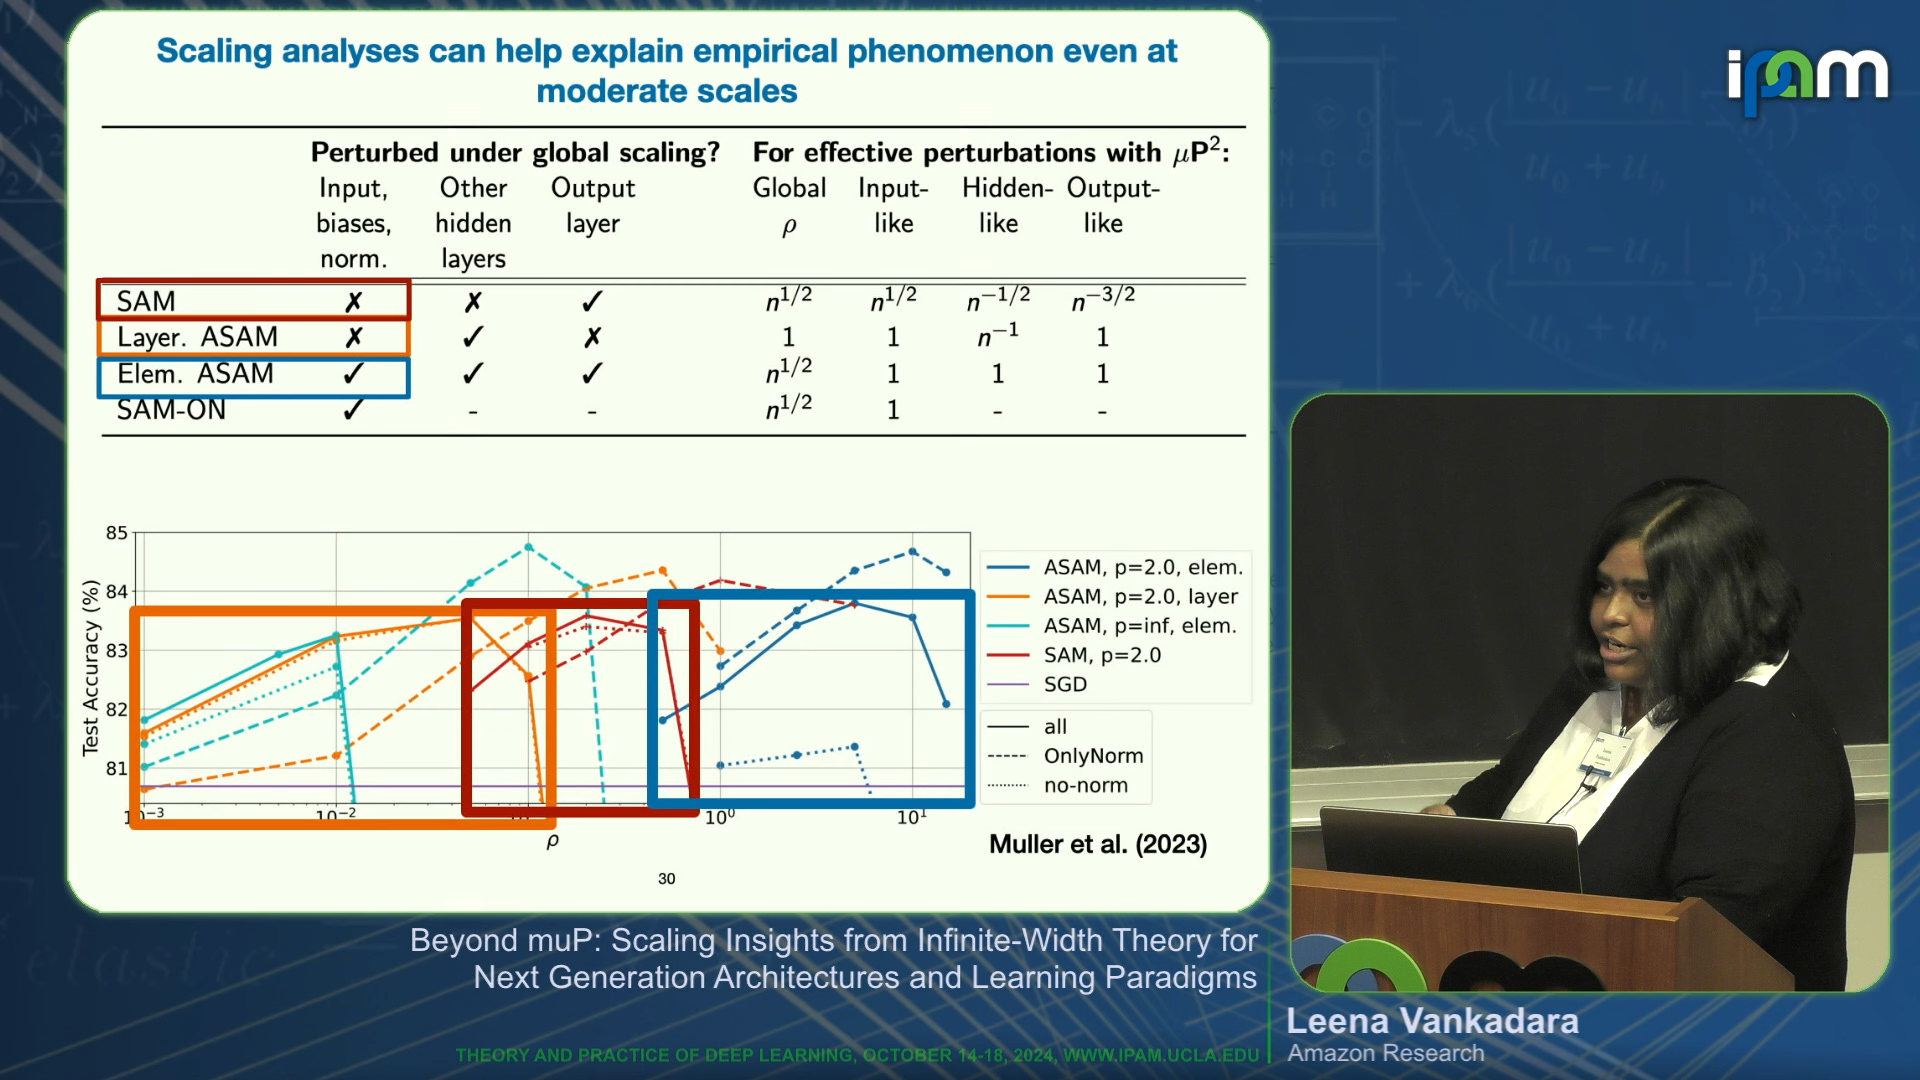 Scaling analyses can help explain empirical phenomenon even at
moderate scales
Perturbed under global scaling? For effective perturbations with μP²:
Input, Other Output Global Input- Hidden- Output-
biases, hidden layer ρ like like like
norm. layers
SAM ✗ ✗ ✓ n^{1/2} n^{1/2} n^{−1/2} n^{−3/2}
Layer. ASAM ✗ ✓ ✗ 1 1 n^{−1} 1
Elem. ASAM ✓ ✓ ✓ n^{1/2} 1 1 1
SAM-ON ✓ - - n^{1/2} 1 - -
Test Accuracy (%)
85
84
83
82
81
10^{−2} 10^{0} 10^{1}
ρ
ASAM, p=2.0, elem.
ASAM, p=2.0, layer
ASAM, p=inf, elem.
SAM, p=2.0
SGD
all
OnlyNorm
no-norm
Muller et al. (2023)
30
ipam
Beyond muP: Scaling Insights from Infinite-Width Theory for
Next Generation Architectures and Learning Paradigms
Leena Vankadara
Amazon Research
THEORY AND PRACTICE OF DEEP LEARNING, OCTOBER 14-18, 2024, WWW.IPAM.UCLA.EDU